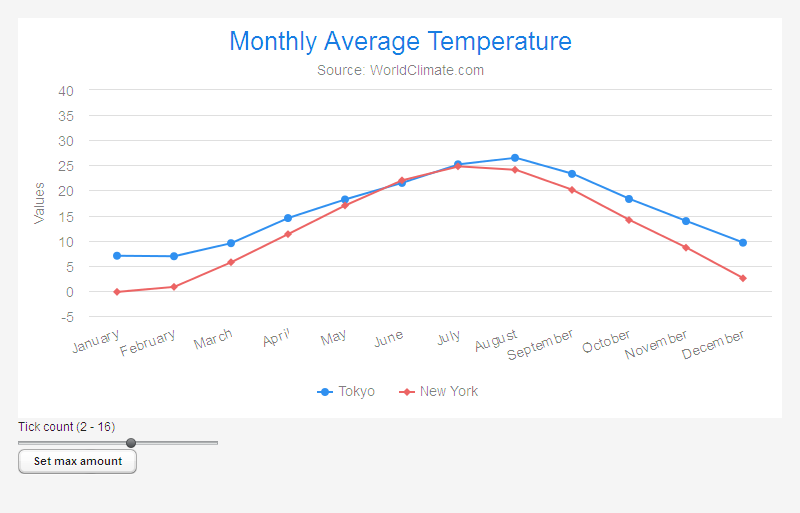 Monthly Average Temperature
Source: WorldClimate.com
Values
40
35
30
25
20
15
10
5
0
-5
January
February
March
April
May
June
July
August
September
October
November
December
Tokyo
New York
Tick count (2 - 16)
Set max amount